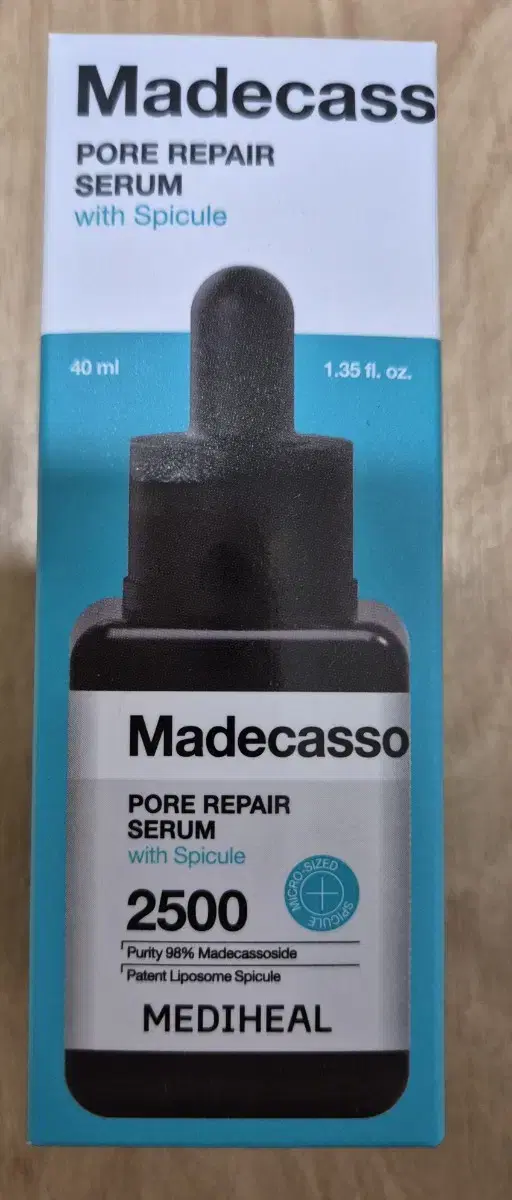 Madecass
PORE REPAIR
SERUM
with Spicule
40 ml
1.35 fl. oz.
Madecasso
PORE REPAIR
SERUM
with Spicule
MICRO-SIZED
SPICULE
2500
Purity 98% Madecassoside
Patent Liposome Spicule
MEDIHEAL